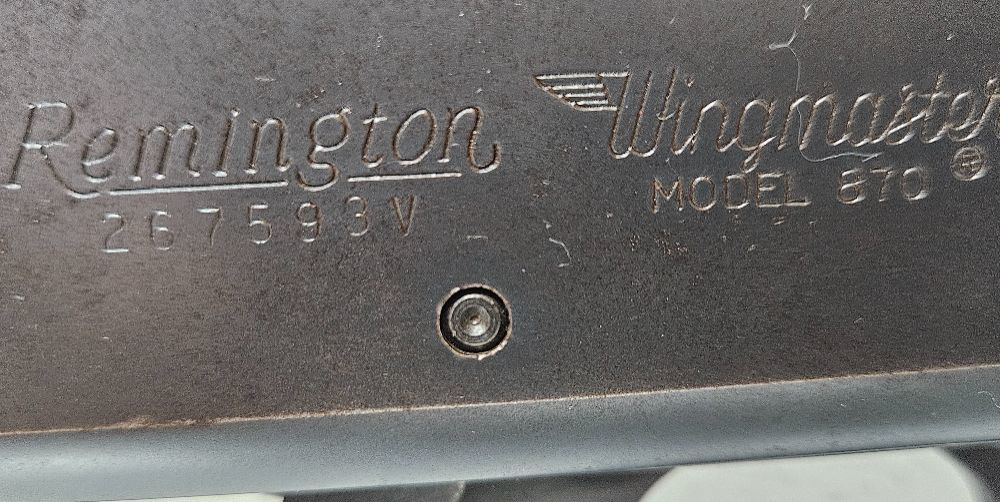 Remington
267593V
Wingmaster
MODEL 870 ®